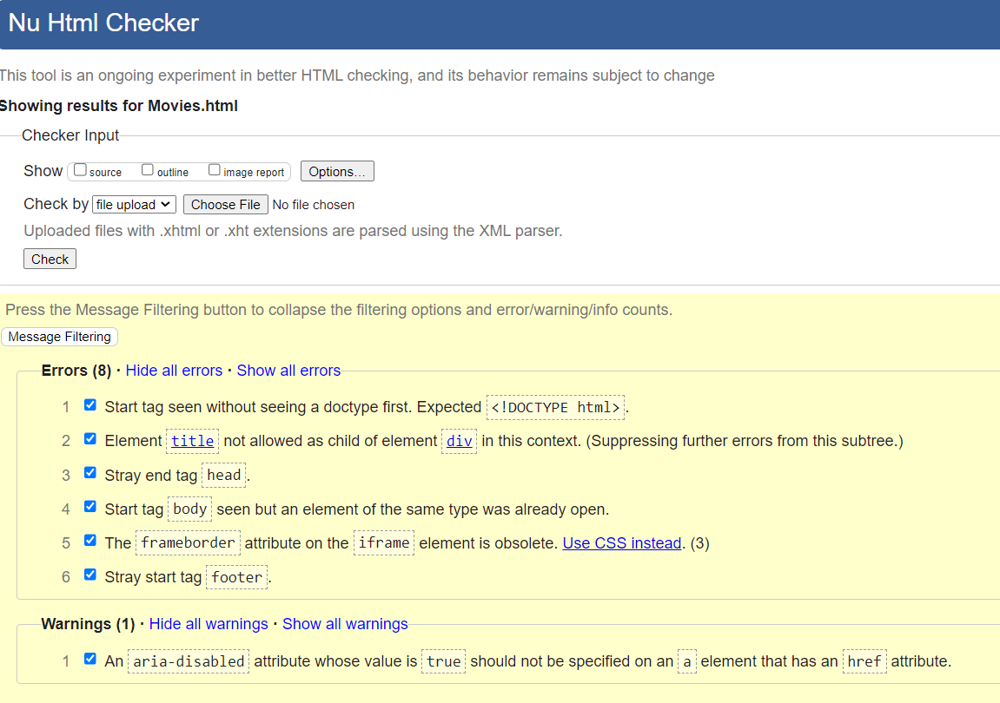 Nu Html Checker
This tool is an ongoing experiment in better HTML checking, and its behavior remains subject to change
Showing results for Movies.html
Checker Input
Show source outline image report Options...
Check by file upload Choose File No file chosen
Uploaded files with .xhtml or .xht extensions are parsed using the XML parser.
Check
Press the Message Filtering button to collapse the filtering options and error/warning/info counts.
Message Filtering
Errors (8) · Hide all errors · Show all errors
1 Start tag seen without seeing a doctype first. Expected <!DOCTYPE html>.
2 Element title not allowed as child of element div in this context. (Suppressing further errors from this subtree.)
3 Stray end tag head.
4 Start tag body seen but an element of the same type was already open.
5 The frameborder attribute on the iframe element is obsolete. Use CSS instead. (3)
6 Stray start tag footer.
Warnings (1) · Hide all warnings · Show all warnings
1 An aria-disabled attribute whose value is true should not be specified on an a element that has an href attribute.